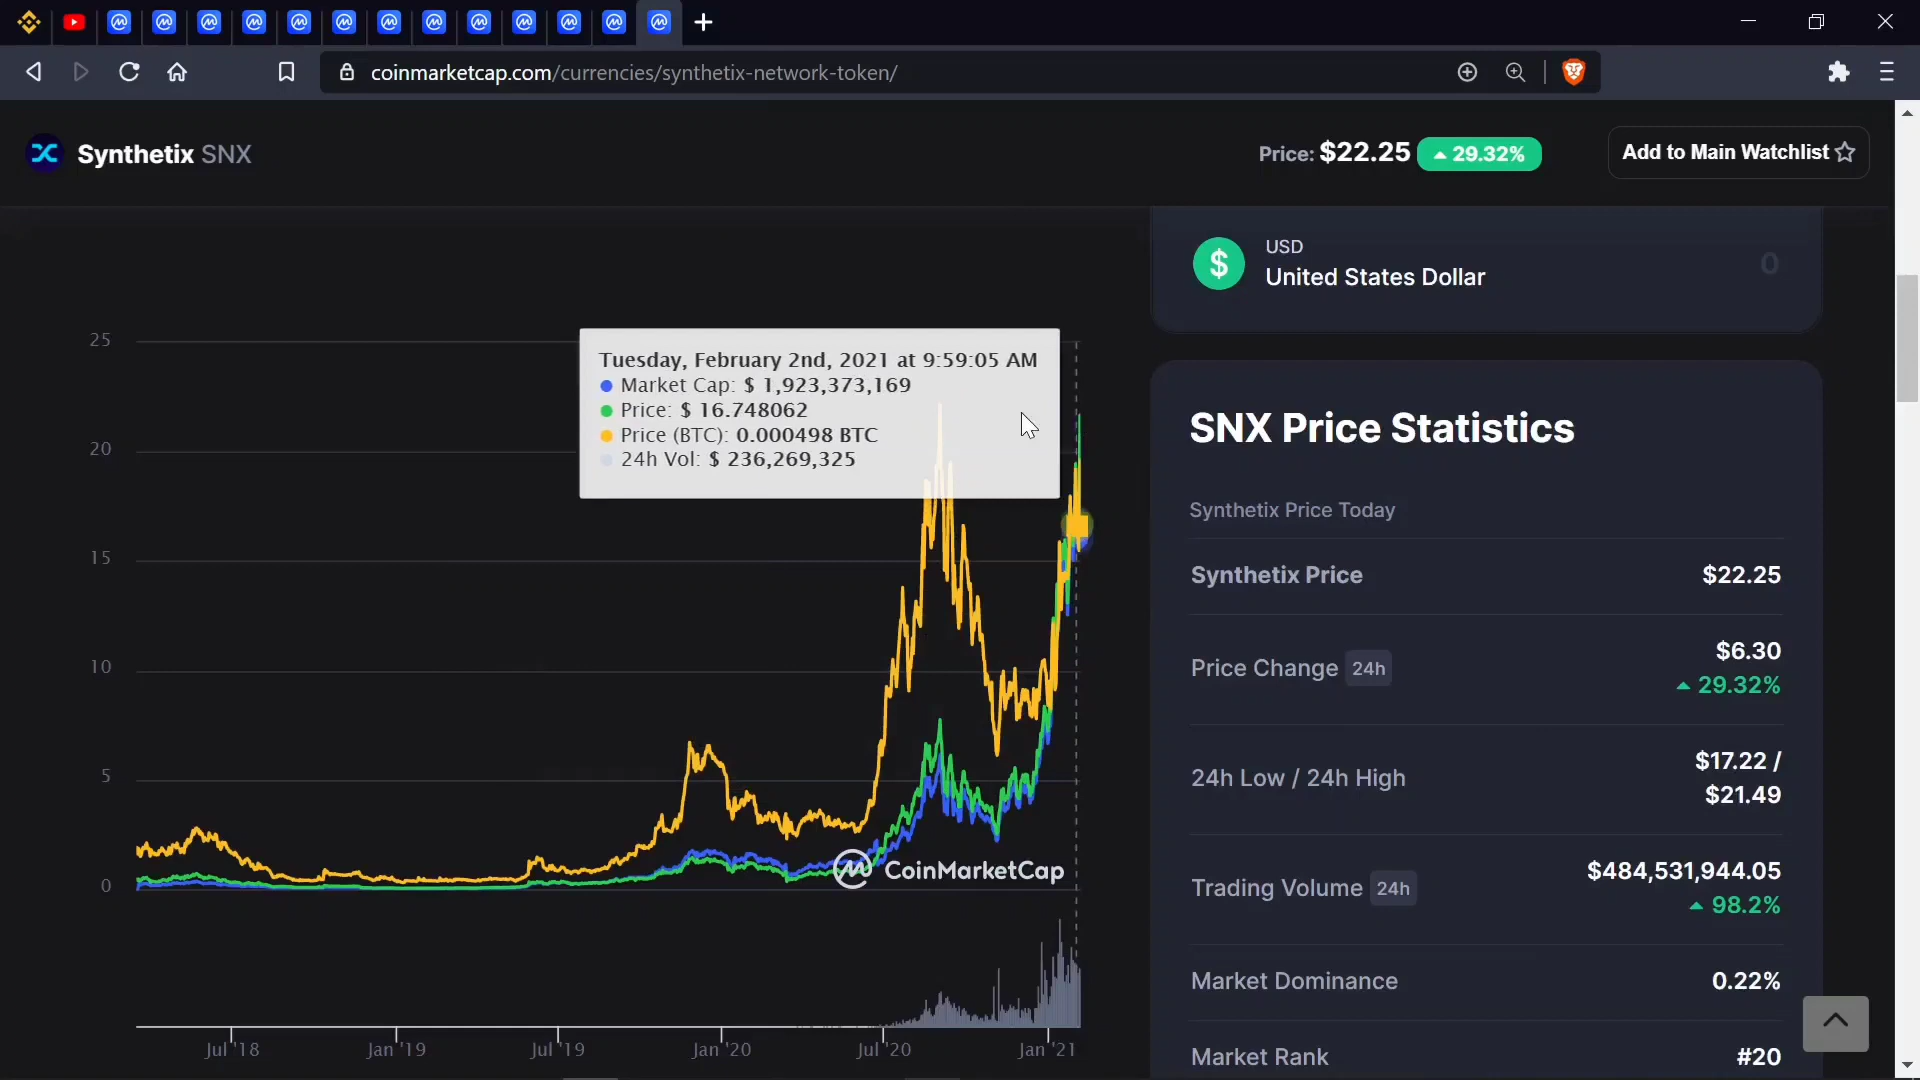 coinmarketcap.com/currencies/synthetix-network-token/
Synthetix SNX
Price: $22.25 29.32%
Add to Main Watchlist
USD
United States Dollar
0
25
20
15
10
5
0
Tuesday, February 2nd, 2021 at 9:59:05 AM
Market Cap: $ 1,923,373,169
Price: $ 16.748062
Price (BTC): 0.000498 BTC
24h Vol: $ 236,269,325
CoinMarketCap
Jul '18
Jan '19
Jul '19
Jan '20
Jul '20
Jan '21
SNX Price Statistics
Synthetix Price Today
Synthetix Price
$22.25
Price Change 24h
$6.30
29.32%
24h Low / 24h High
$17.22 /
$21.49
Trading Volume 24h
$484,531,944.05
98.2%
Market Dominance
0.22%
Market Rank
#20